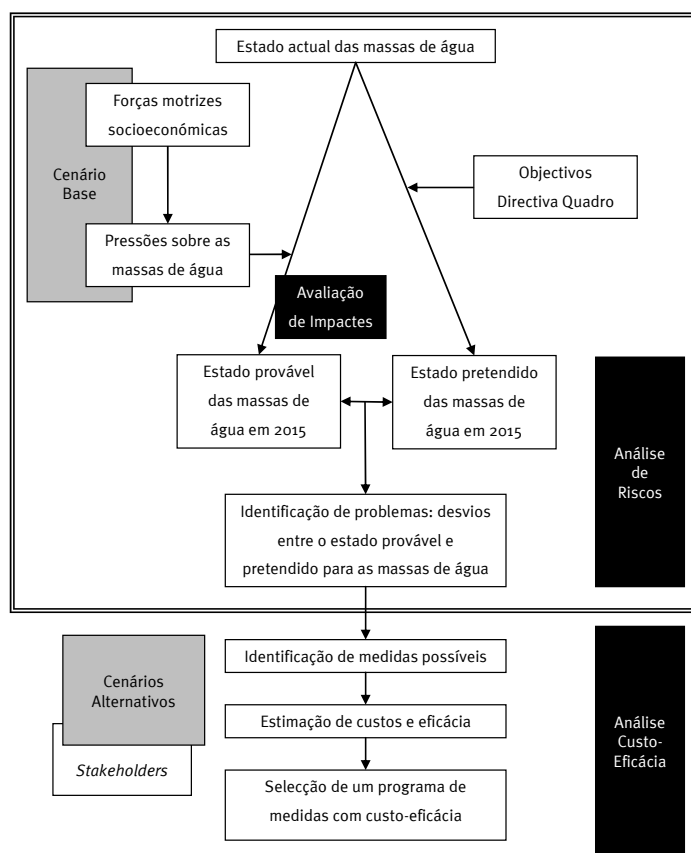 Estado actual das massas de água
Forças motrizes
socioeconómicas
Cenário
Base
Objectivos
Directiva Quadro
Pressões sobre as
massas de água
Avaliação
de Impactes
Estado provável
das massas de
água em 2015
Estado pretendido
das massas de
água em 2015
Análise
de
Riscos
Identificação de problemas: desvios
entre o estado provável e
pretendido para as massas de água
Identificação de medidas possíveis
Cenários
Alternativos
Stakeholders
Estimação de custos e eficácia
Análise
Custo-
Eficácia
Selecção de um programa de
medidas com custo-eficácia